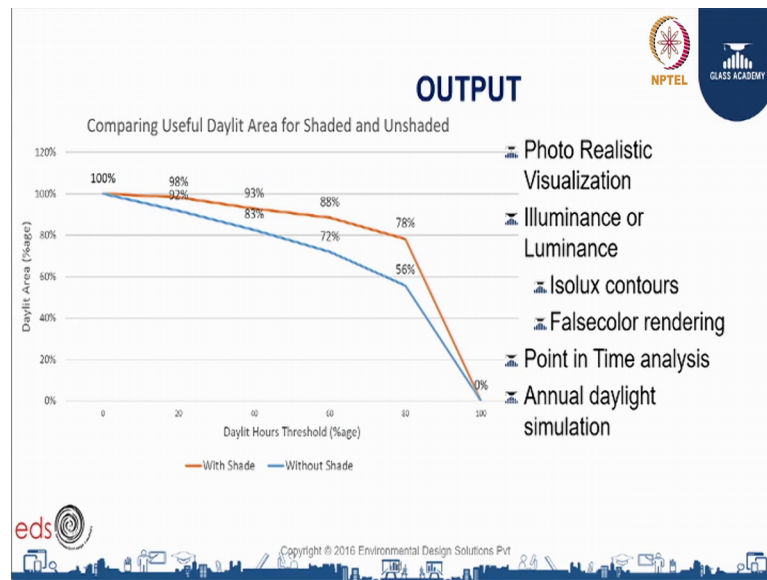 NPTEL
GLASS ACADEMY
OUTPUT
Comparing Useful Daylit Area for Shaded and Unshaded
120%
100%
80%
60%
40%
20%
0%
Daylit Area (%age)
100%
98%
92%
93%
83%
88%
72%
78%
56%
0%
0
20
40
60
80
100
Daylit Hours Threshold (%age)
With Shade
Without Shade
Photo Realistic
Visualization
Illuminance or
Luminance
Isolux contours
Falsecolor rendering
Point in Time analysis
Annual daylight
simulation
eds
Copyright © 2016 Environmental Design Solutions Pvt